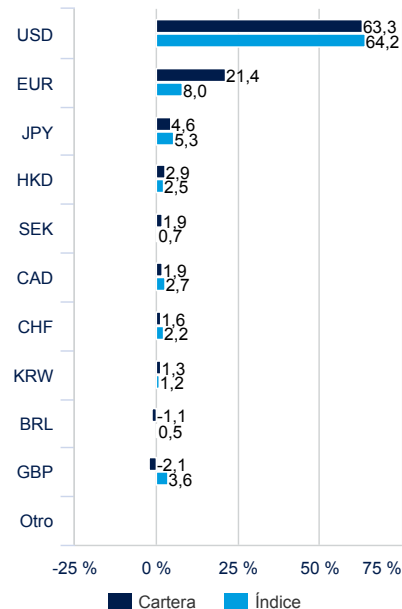 USD 63,3
64,2
EUR 21,4
8,0
JPY 4,6
5,3
HKD 2,9
2,5
SEK 1,9
0,7
CAD 1,9
2,7
CHF 1,6
2,2
KRW 1,3
1,2
BRL -1,1
0,5
GBP -2,1
3,6
Otro
-25 % 0 % 25 % 50 % 75 %
Cartera Índice